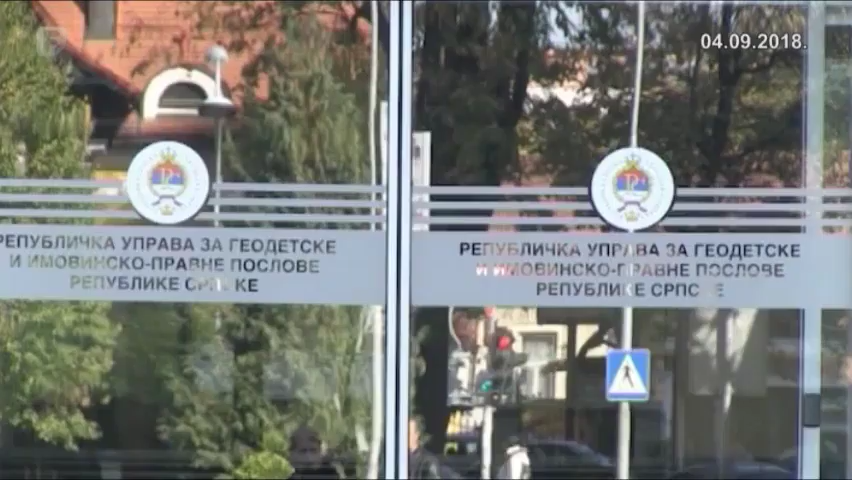 04.09.2018.
РЕПУБЛИЧКА УПРАВА ЗА ГЕОДЕТСКЕ
И ИМОВИНСКО-ПРАВНЕ ПОСЛОВЕ
РЕПУБЛИКЕ СРПСКЕ
РЕПУБЛИЧКА УПРАВА ЗА ГЕОДЕТСКЕ
И ИМОВИНСКО-ПРАВНЕ ПОСЛОВЕ
РЕПУБЛИКЕ СРПСКЕ